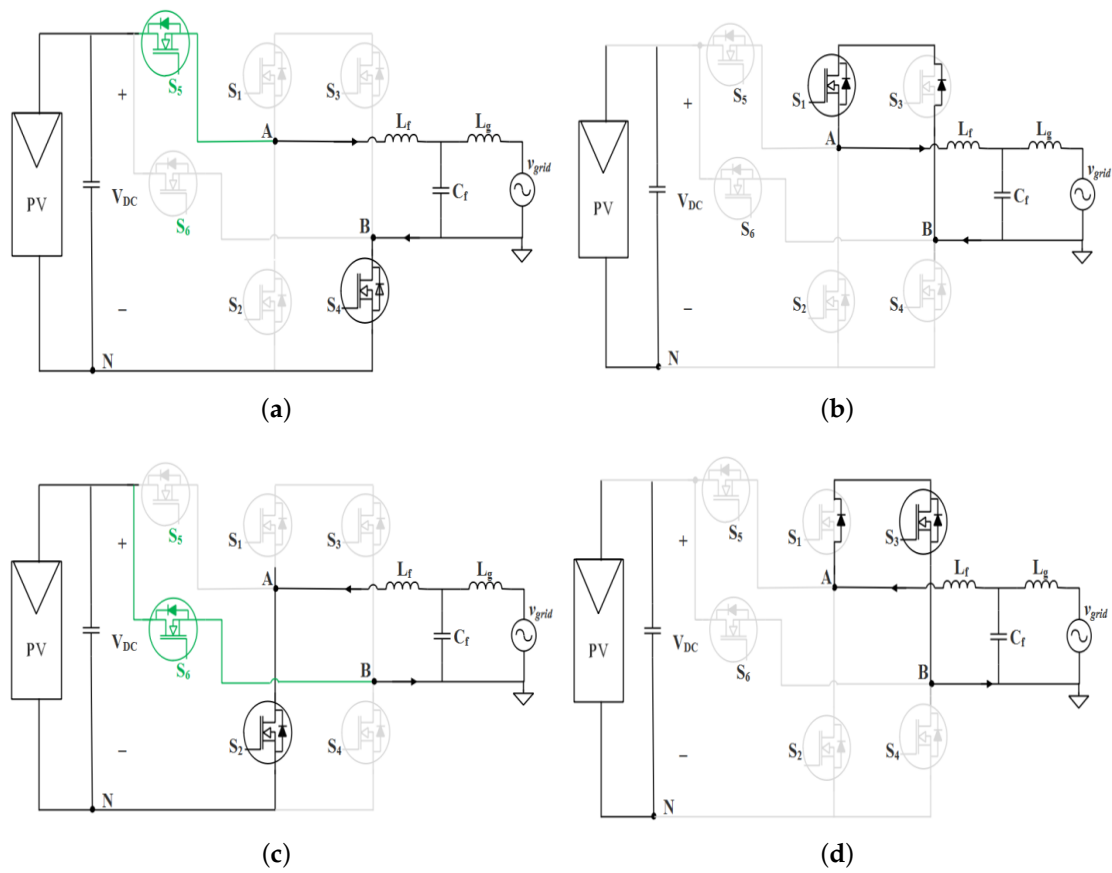 S5
S1
S3
A
Lf
Lg
+
vgrid
PV
VDC
Cf
S6
B
S2
S4
−
N
(a)
S5
S1
S3
A
Lf
Lg
+
vgrid
PV
VDC
Cf
S6
B
S2
S4
−
N
(b)
S5
S1
S3
A
Lf
Lg
+
vgrid
PV
VDC
Cf
S6
B
S2
S4
−
N
(c)
S5
S1
S3
A
Lf
Lg
+
vgrid
PV
VDC
Cf
S6
B
S2
S4
−
N
(d)